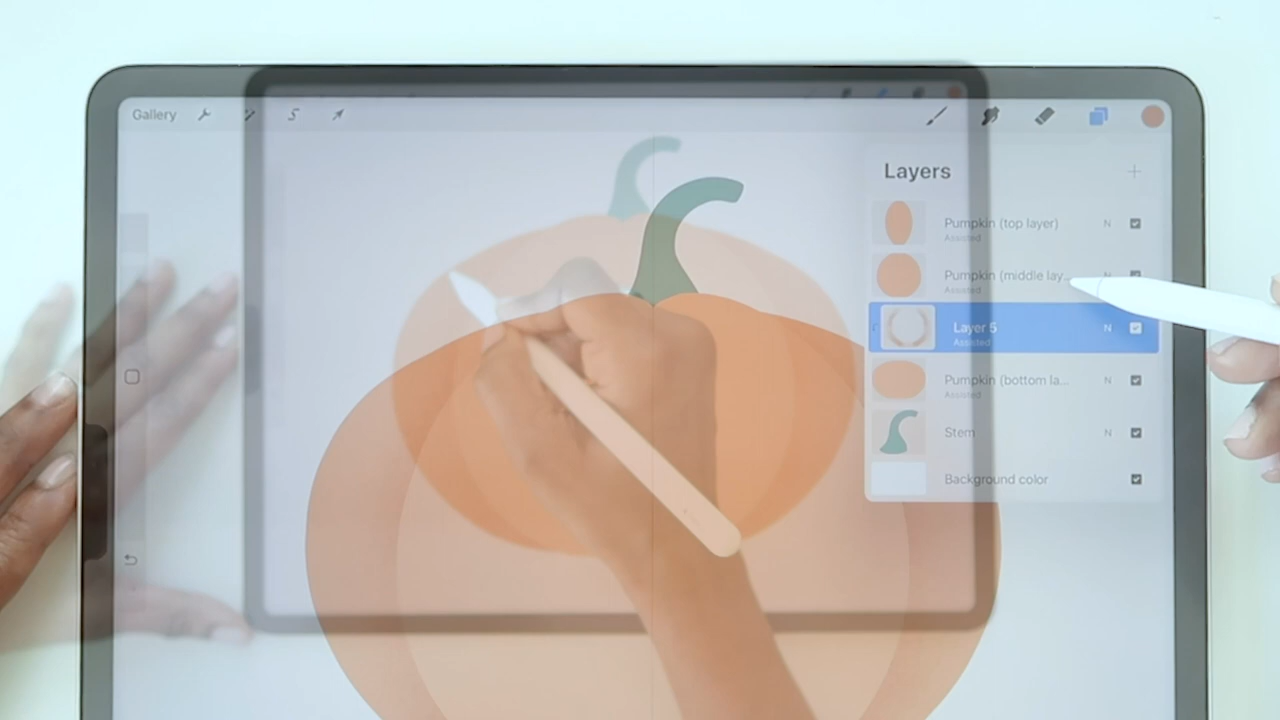 Gallery
Layers
Pumpkin (top layer) N
Assisted
Pumpkin (middle lay... N
Assisted
Layer 5 N
Assisted
Pumpkin (bottom la... N
Assisted
Stem N
Background color